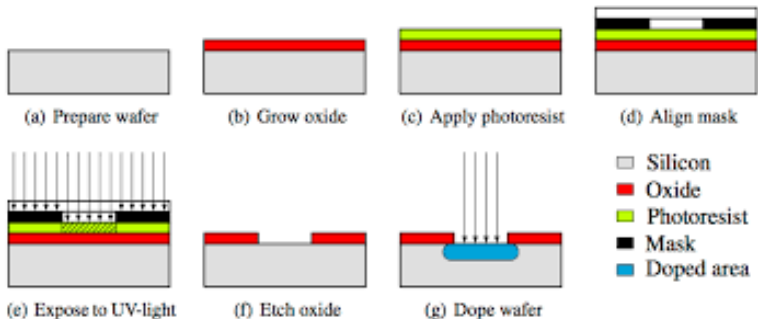 (a) Prepare wafer
(b) Grow oxide
(c) Apply photoresist
(d) Align mask
(e) Expose to UV-light
(f) Etch oxide
(g) Dope wafer
Silicon
Oxide
Photoresist
Mask
Doped area